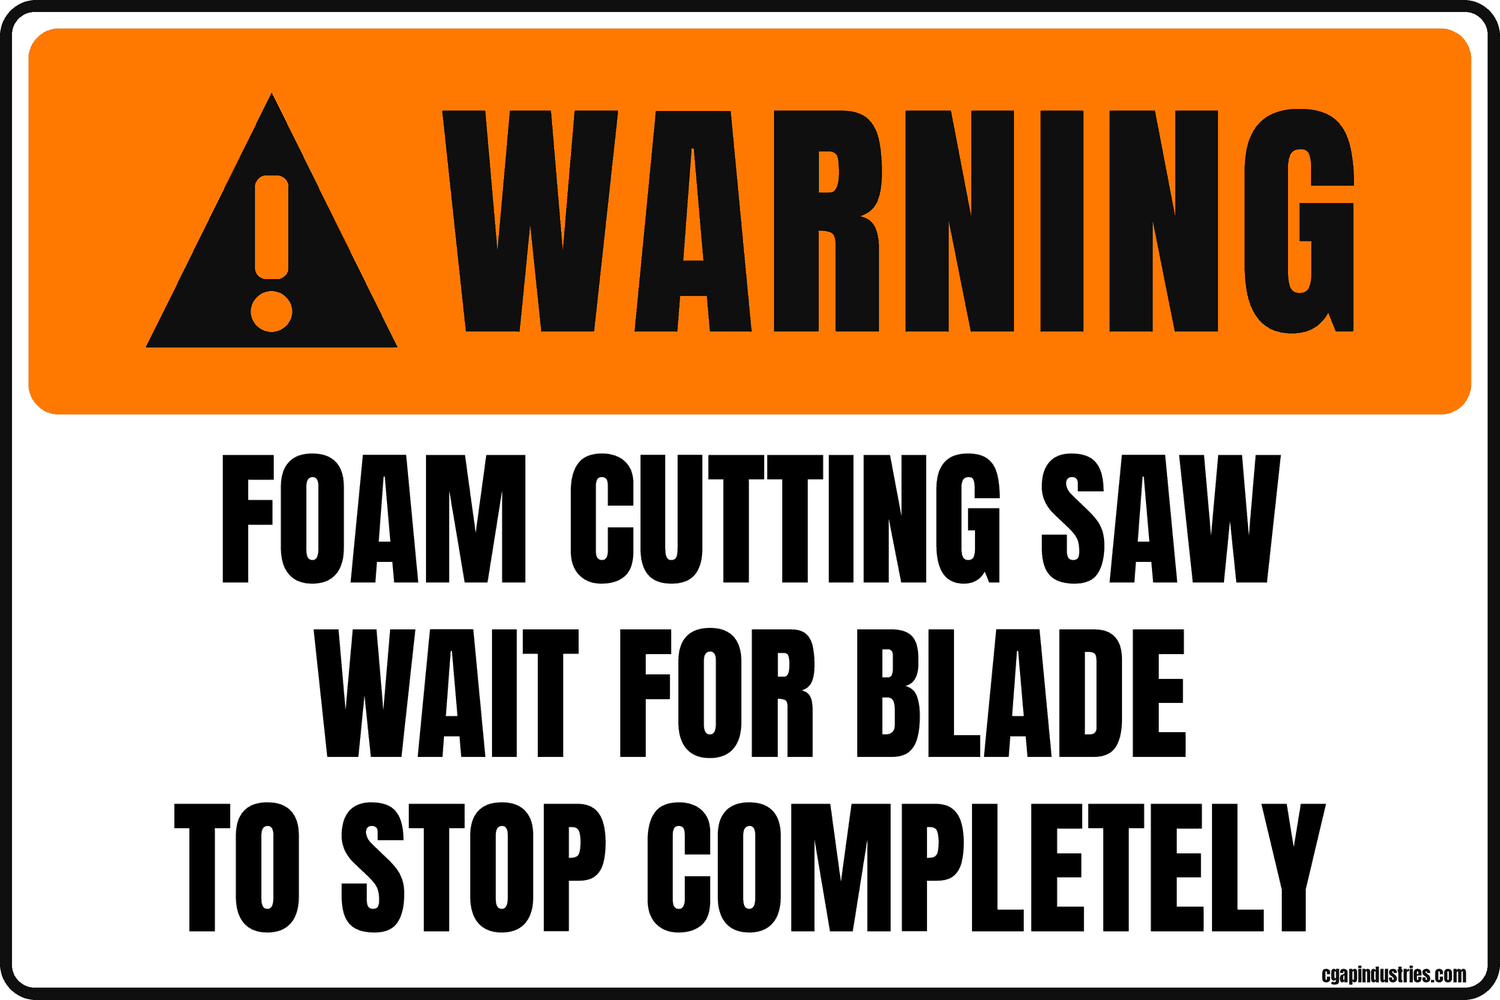 WARNING
FOAM CUTTING SAW
WAIT FOR BLADE
TO STOP COMPLETELY
cgapindustries.com